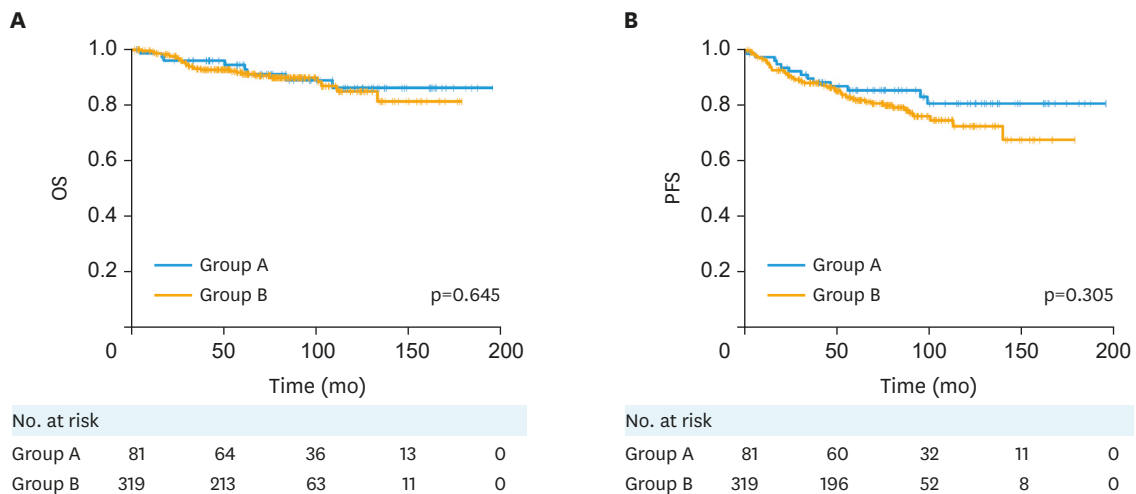 A
1.0
0.8
0.6
0.4
0.2
OS
Group A
Group B
p=0.645
0 50 100 150 200
Time (mo)
No. at risk
Group A 81 64 36 13 0
Group B 319 213 63 11 0
B
1.0
0.8
0.6
0.4
0.2
PFS
Group A
Group B
p=0.305
0 50 100 150 200
Time (mo)
No. at risk
Group A 81 60 32 11 0
Group B 319 196 52 8 0